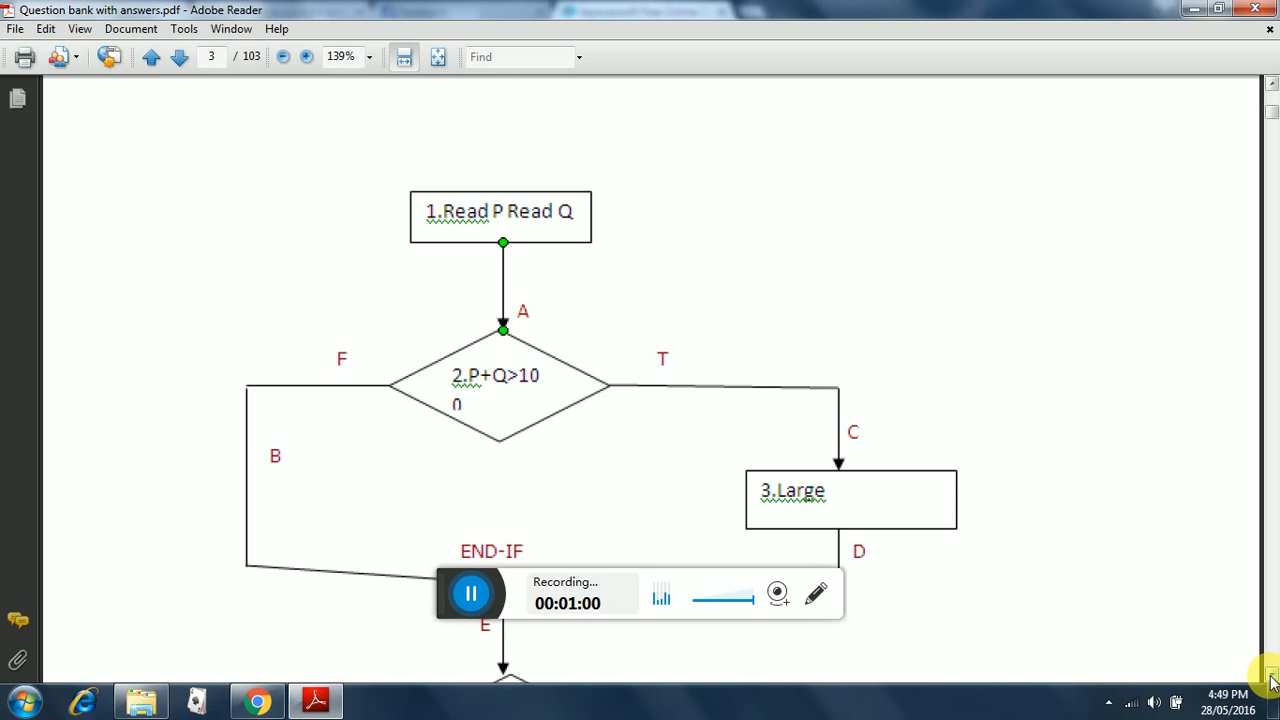 Question bank with answers.pdf - Adobe Reader
File Edit View Document Tools Window Help
3 / 103 139% Find
1.Read P Read Q
A
F
T
2.P+Q>10
0
C
B
3.Large
END-IF
D
Recording...
00:01:00
E
4:49 PM
28/05/2016